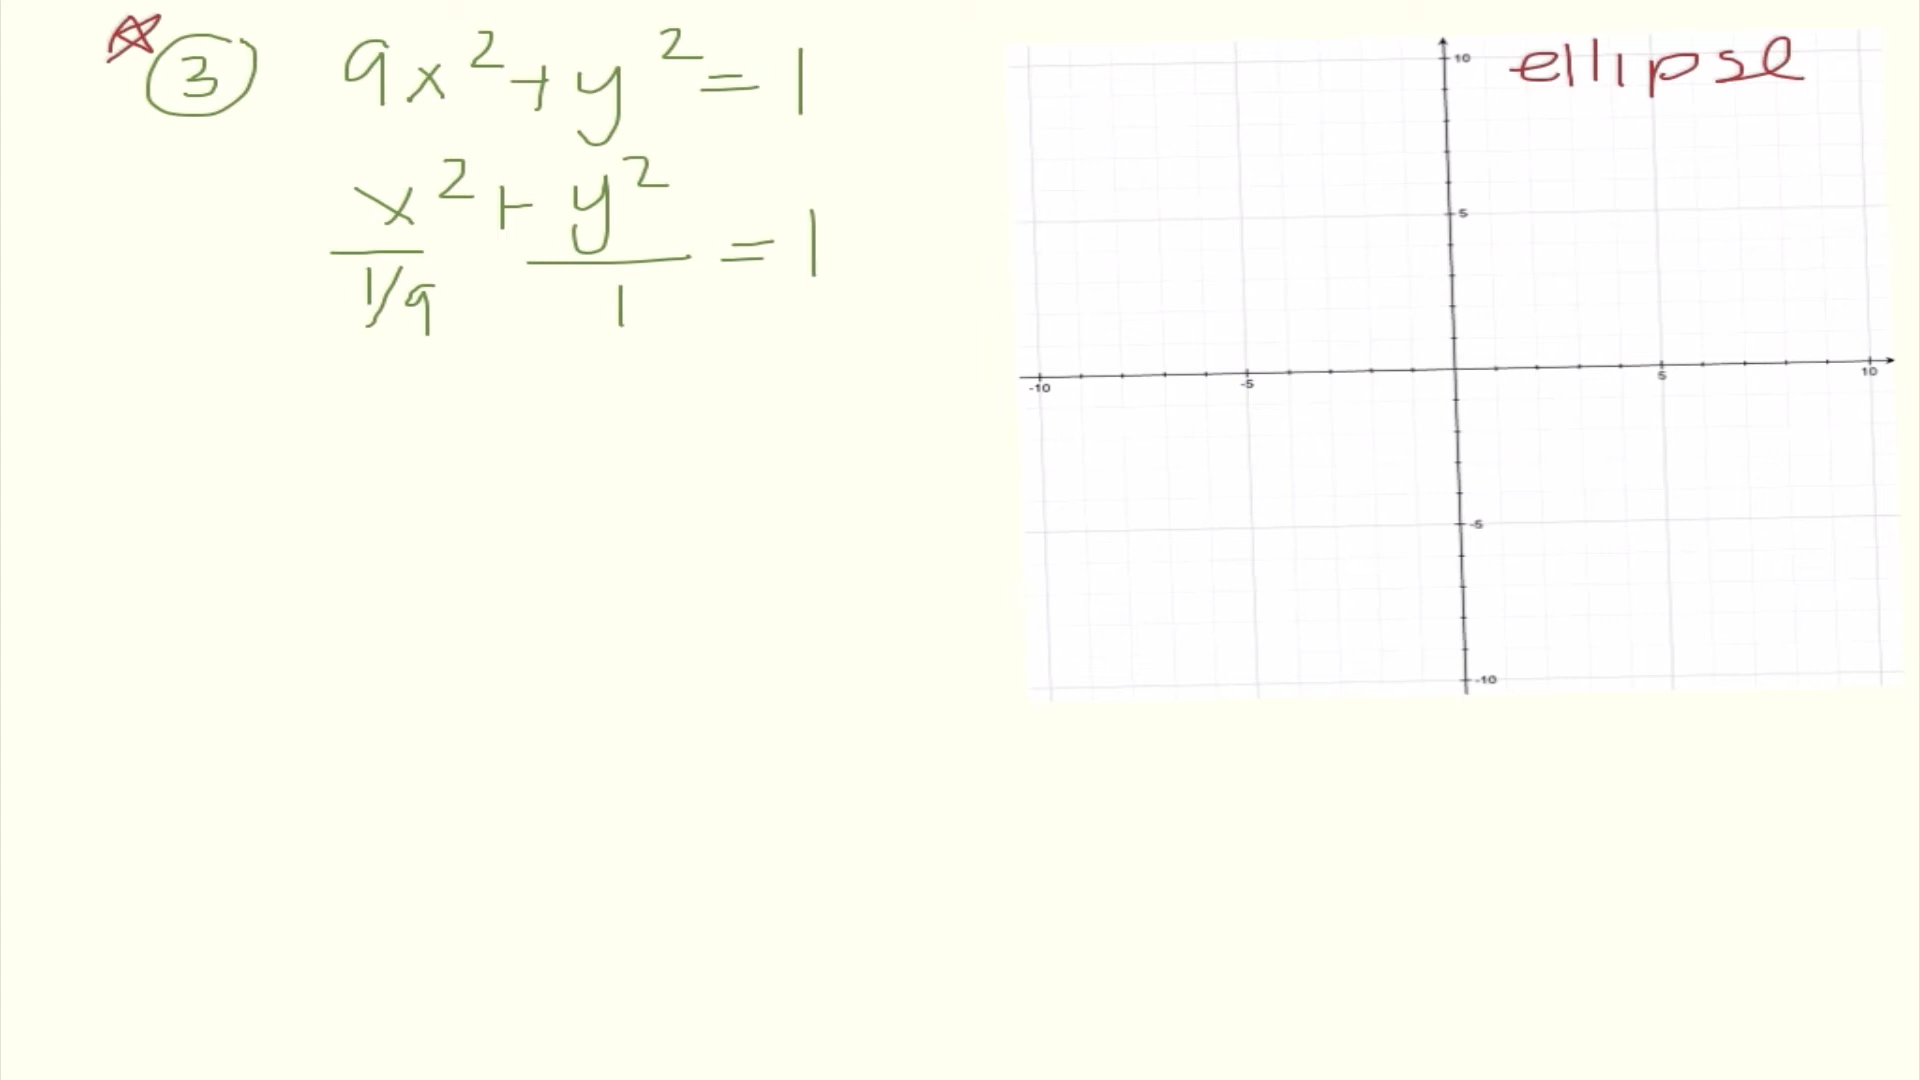 ③ 9x² + y² = 1
x²/(1/9) + y²/1 = 1
ellipse
10
5
-10 -5 5 10
-5
-10